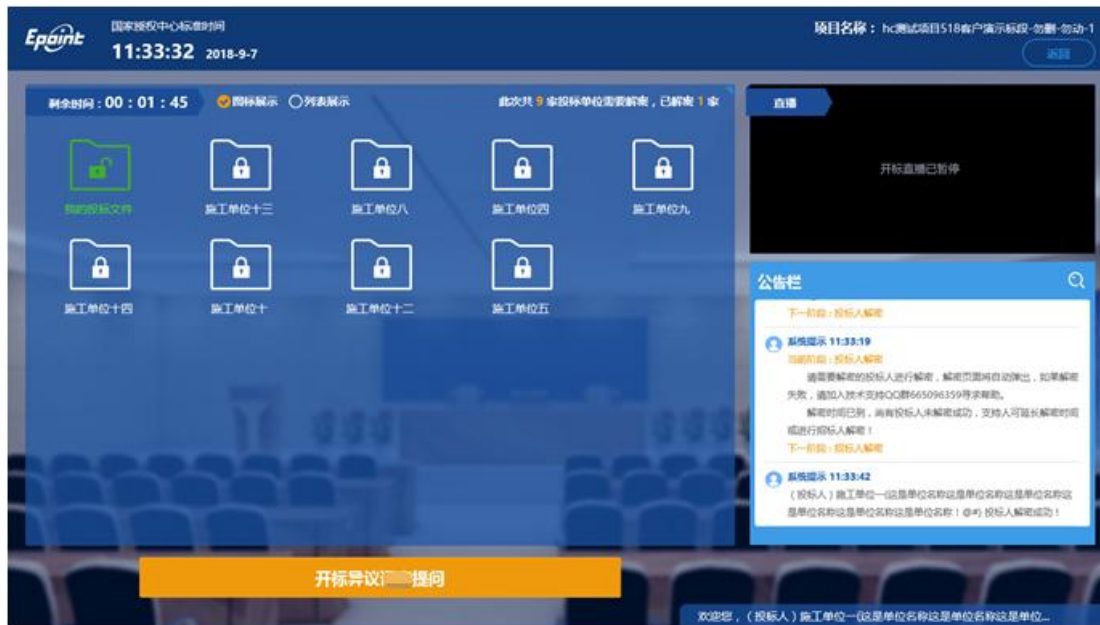 Epoint
国家授权中心标准时间
11:33:32 2018-9-7
项目名称：hc测试项目518客户演示标段-勿删-勿动-1
返回
剩余时间：00：01：45
图标展示
列表展示
此次共 9 家投标单位需要解密，已解密 1 家
直播
开标直播已暂停
我的投标文件
施工单位十三
施工单位八
施工单位四
施工单位九
施工单位十四
施工单位十
施工单位十二
施工单位五
公告栏
下一阶段：投标人解密
系统提示 11:33:19
当前阶段：投标人解密
请需要解密的投标人进行解密，解密页面将自动弹出，如果解密
失败，请加入技术支持QQ群665096359寻求帮助。
解密时间已到，尚有投标人未解密成功，支持人可延长解密时间
或进行招标人解密！
下一阶段：招标人解密
系统提示 11:33:42
（投标人）施工单位一(这是单位名称这是单位名称这是单位名称这
是单位名称这是单位名称这是单位名称！@#) 投标人解密成功！
开标异议 提问
欢迎您，（投标人）施工单位一(这是单位名称这是单位名称这是单位...